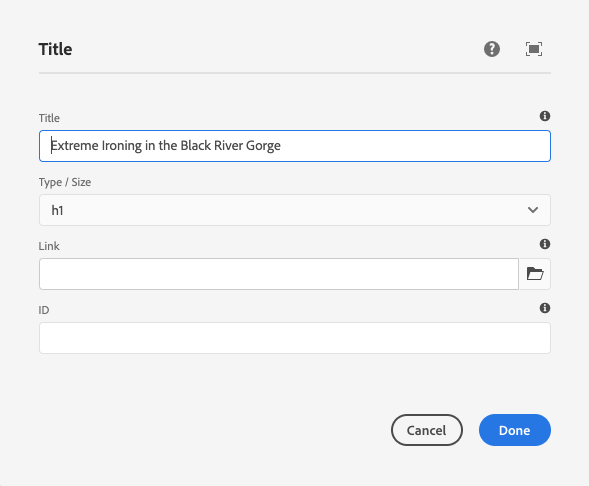 Title
Title
Extreme Ironing in the Black River Gorge
Type / Size
h1
Link
ID
Cancel
Done